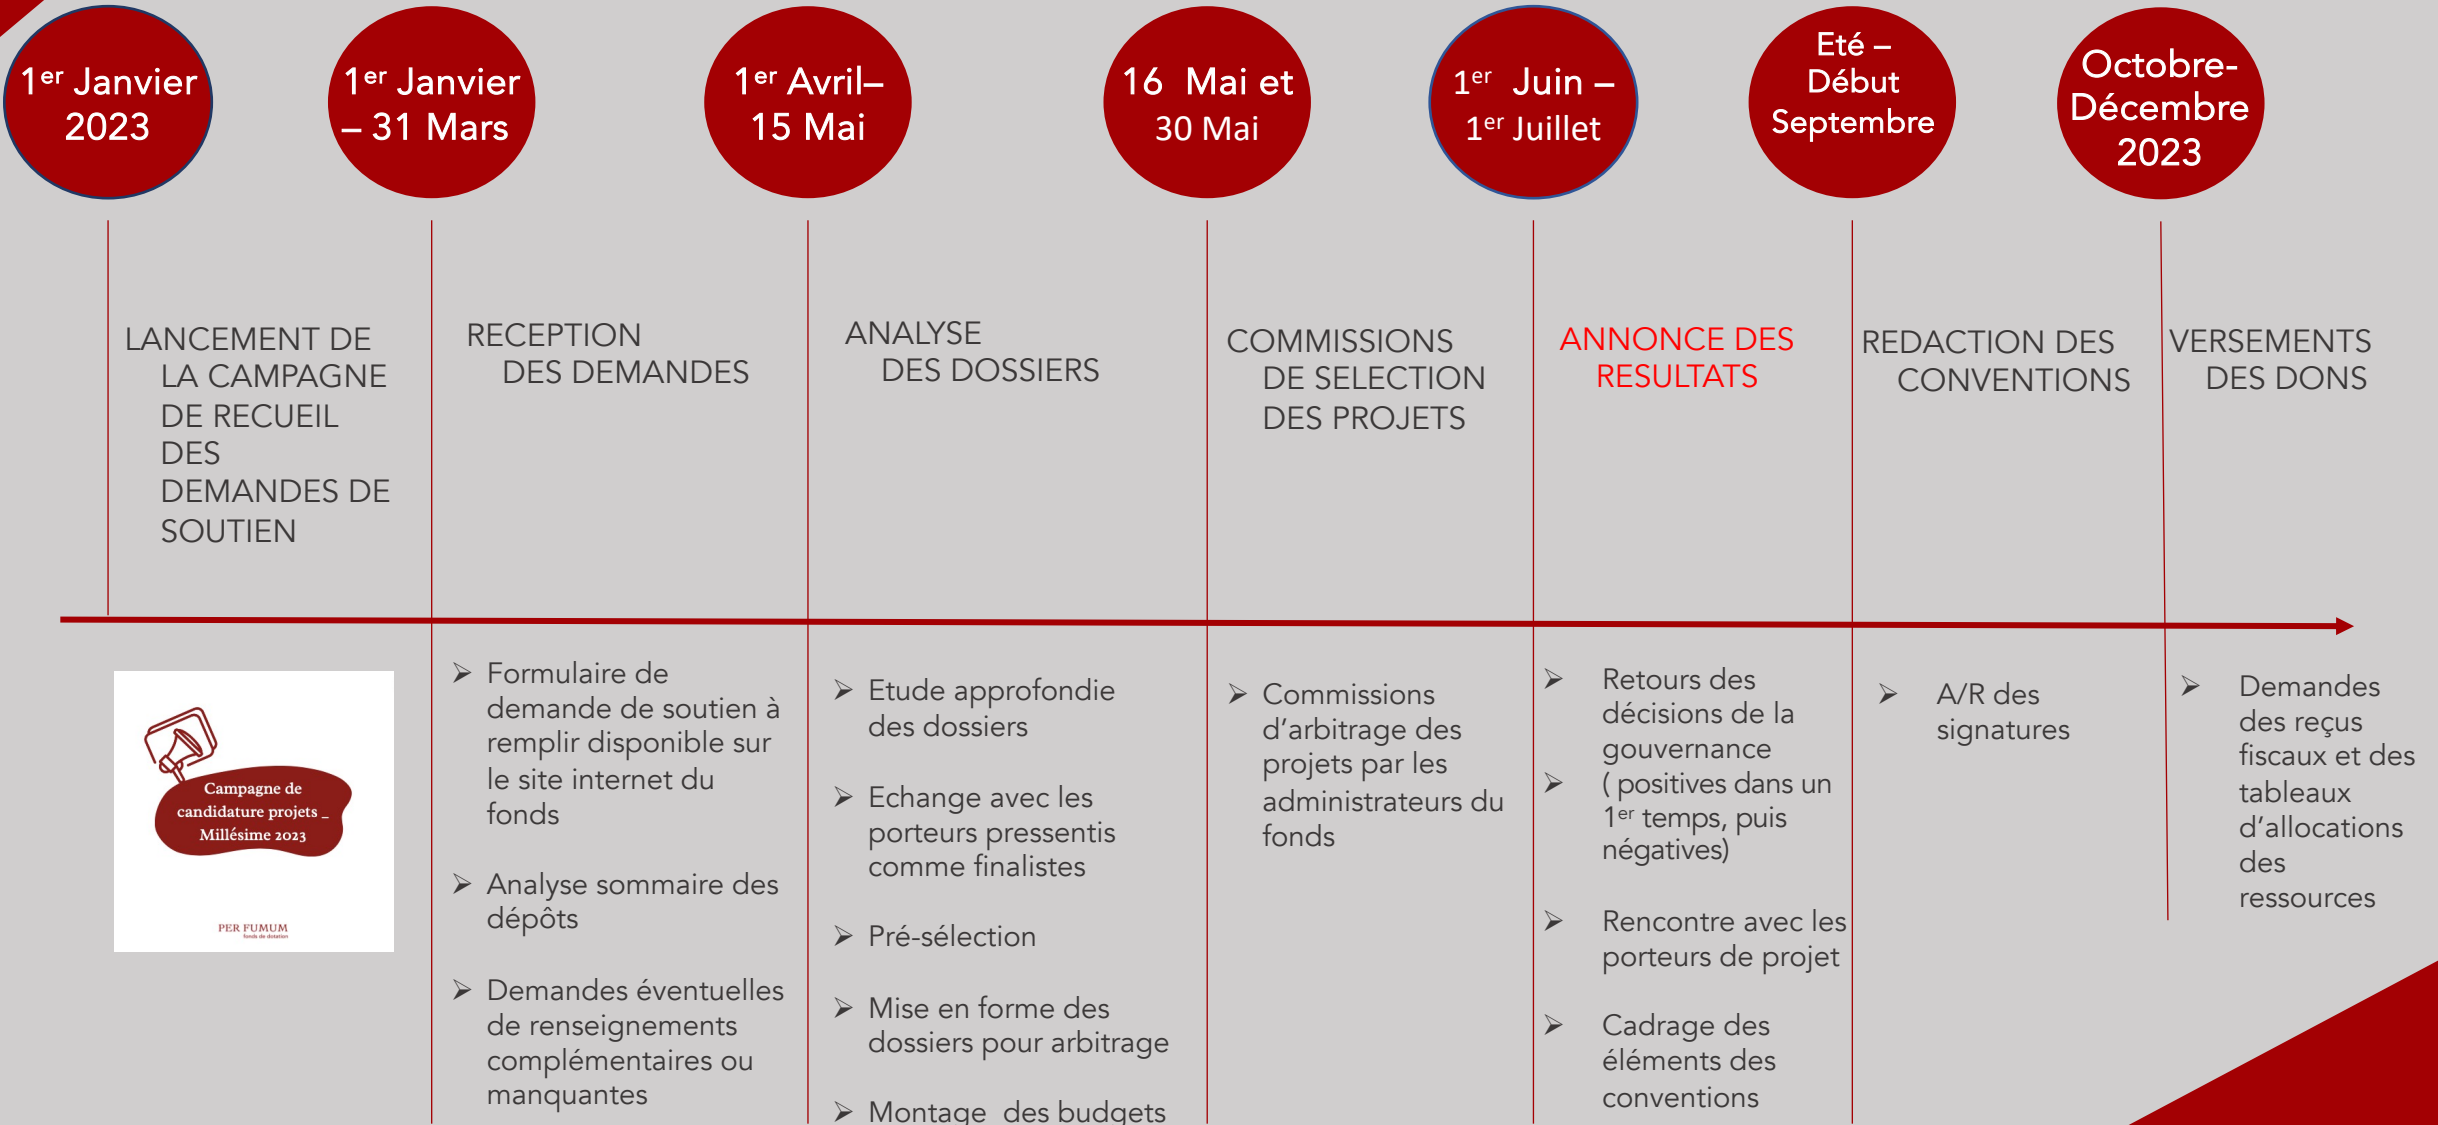 1er Janvier
2023
1er Janvier
– 31 Mars
1er Avril–
15 Mai
16 Mai et
30 Mai
1er Juin –
1er Juillet
Eté –
Début
Septembre
Octobre-
Décembre
2023
LANCEMENT DE
LA CAMPAGNE
DE RECUEIL
DES
DEMANDES DE
SOUTIEN
RECEPTION
DES DEMANDES
ANALYSE
DES DOSSIERS
COMMISSIONS
DE SELECTION
DES PROJETS
ANNONCE DES
RESULTATS
REDACTION DES
CONVENTIONS
VERSEMENTS
DES DONS
Campagne de
candidature projets _
Millésime 2023
PER FUMUM
fonds de dotation
➢ Formulaire de
demande de soutien à
remplir disponible sur
le site internet du
fonds
➢ Analyse sommaire des
dépôts
➢ Demandes éventuelles
de renseignements
complémentaires ou
manquantes
➢ Etude approfondie
des dossiers
➢ Echange avec les
porteurs pressentis
comme finalistes
➢ Pré-sélection
➢ Mise en forme des
dossiers pour arbitrage
➢ Montage des budgets
➢ Commissions
d’arbitrage des
projets par les
administrateurs du
fonds
➢ Retours des
décisions de la
gouvernance
➢ ( positives dans un
1er temps, puis
négatives)
➢ Rencontre avec les
porteurs de projet
➢ Cadrage des
éléments des
conventions
➢ A/R des
signatures
➢ Demandes
des reçus
fiscaux et des
tableaux
d’allocations
des
ressources